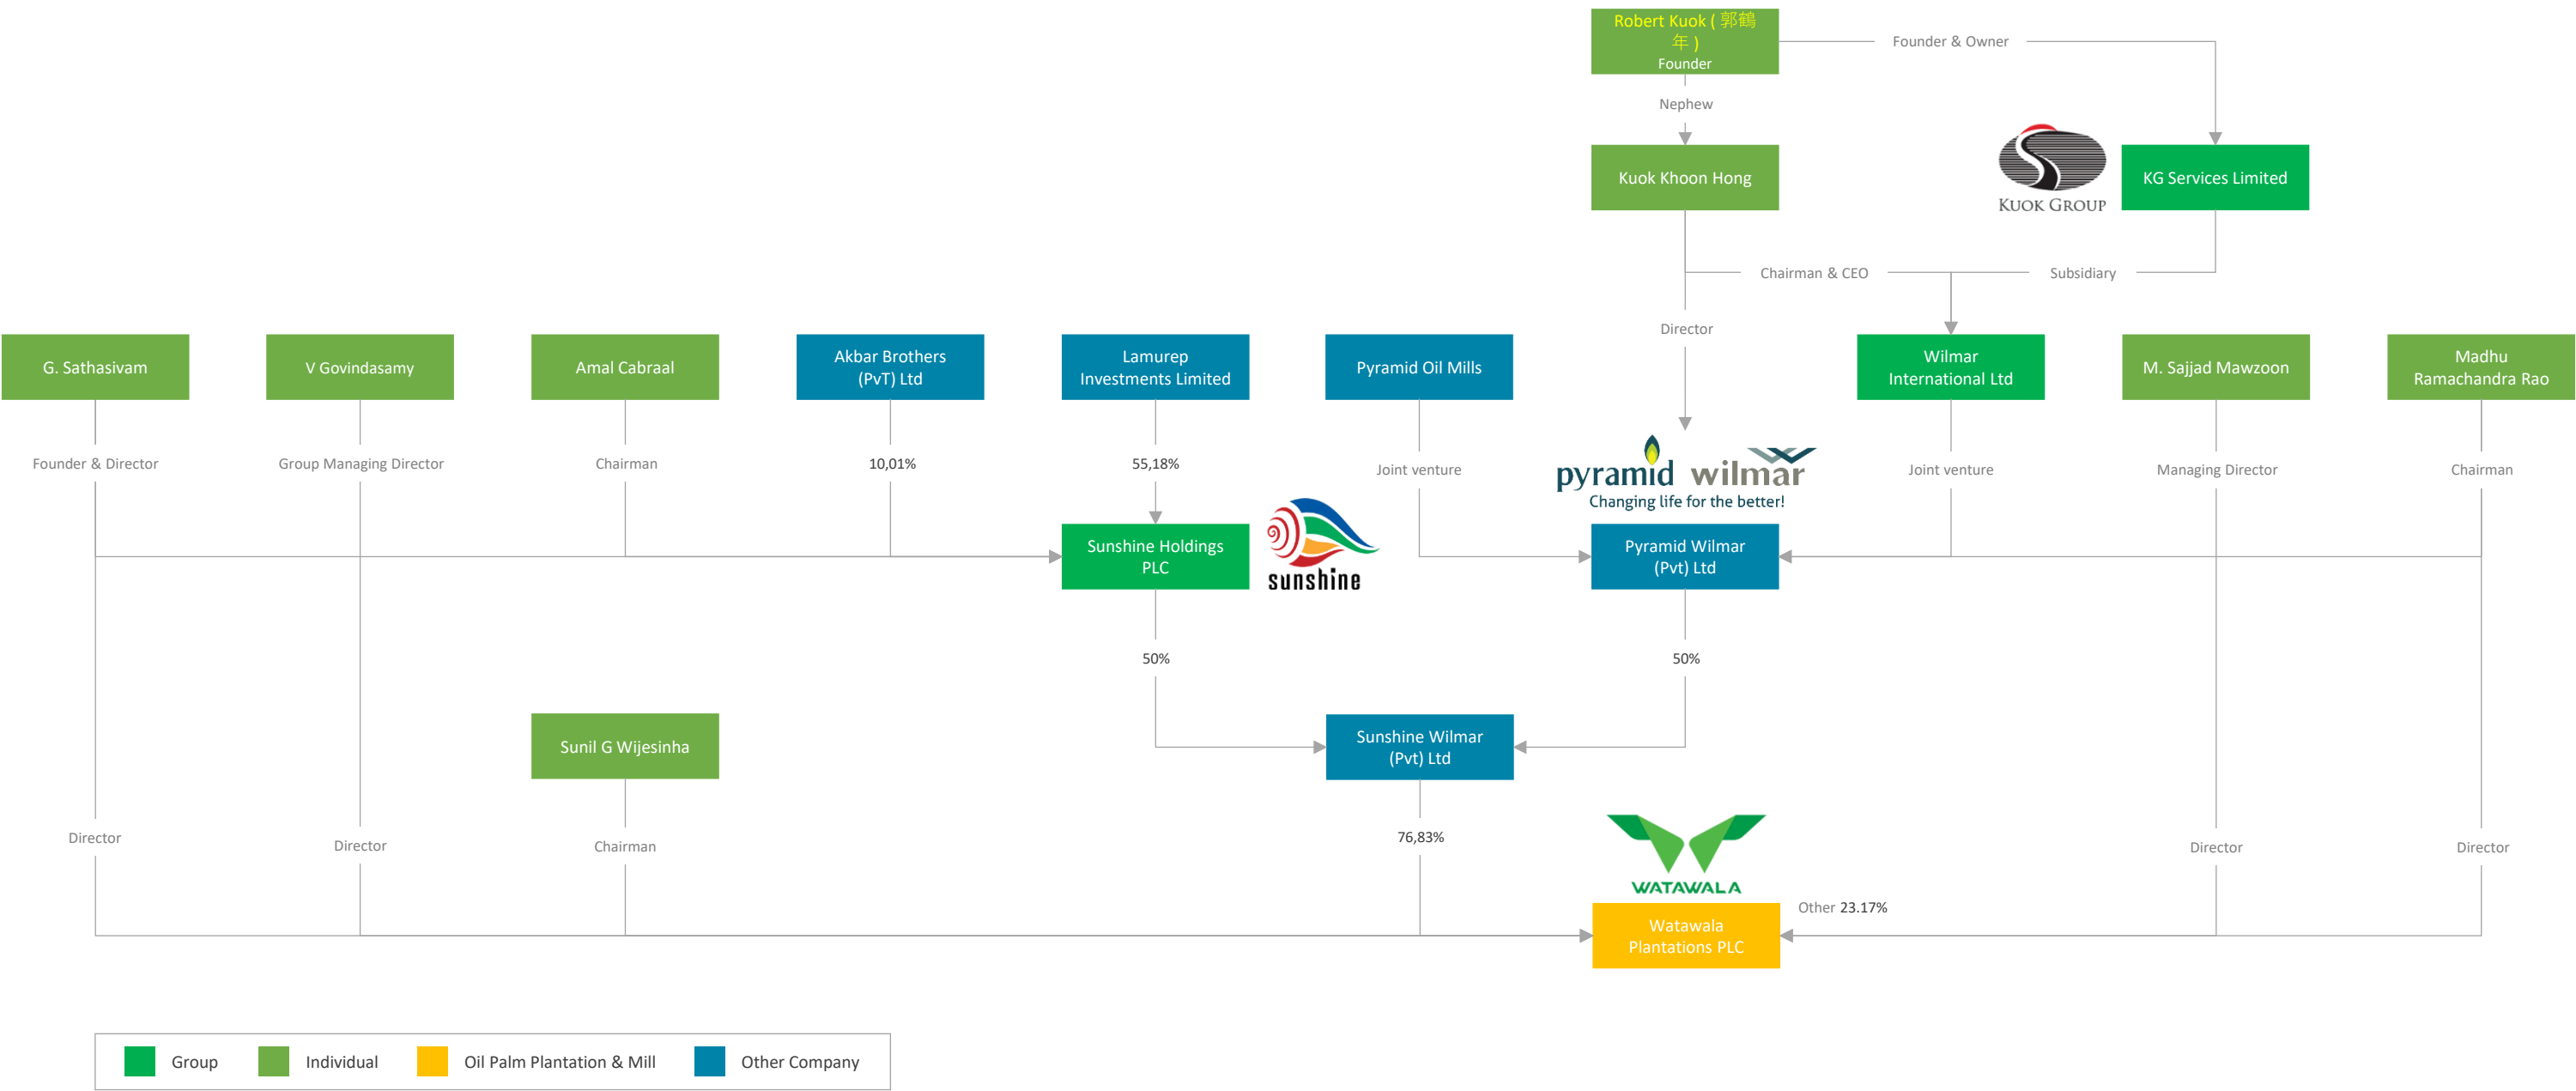 Robert Kuok ( 郭鶴
年 )
Founder
Founder & Owner
Nephew
Kuok Khoon Hong
KUOK GROUP
KG Services Limited
Chairman & CEO
Subsidiary
Director
G. Sathasivam
V Govindasamy
Amal Cabraal
Akbar Brothers
(PvT) Ltd
Lamurep
Investments Limited
Pyramid Oil Mills
Wilmar
International Ltd
M. Sajjad Mawzoon
Madhu
Ramachandra Rao
Founder & Director
Group Managing Director
Chairman
10,01%
55,18%
Joint venture
pyramid wilmar
Changing life for the better!
Joint venture
Managing Director
Chairman
Sunshine Holdings
PLC
sunshine
Pyramid Wilmar
(Pvt) Ltd
50%
50%
Sunil G Wijesinha
Sunshine Wilmar
(Pvt) Ltd
Director
Director
Chairman
76,83%
Director
Director
WATAWALA
Other 23.17%
Watawala
Plantations PLC
Group
Individual
Oil Palm Plantation & Mill
Other Company